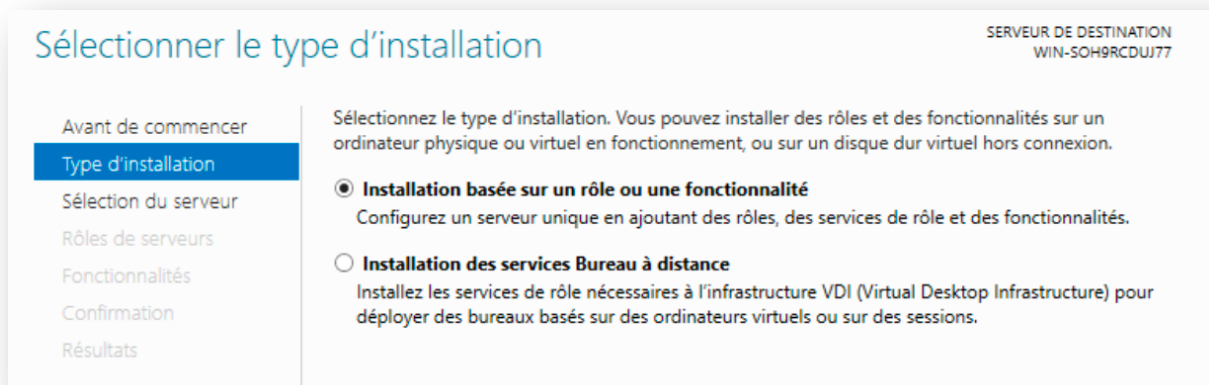 Sélectionner le type d’installation
SERVEUR DE DESTINATION
WIN-SOH9RCDUJ77
Avant de commencer
Type d’installation
Sélection du serveur
Rôles de serveurs
Fonctionnalités
Confirmation
Résultats
Sélectionnez le type d’installation. Vous pouvez installer des rôles et des fonctionnalités sur un
ordinateur physique ou virtuel en fonctionnement, ou sur un disque dur virtuel hors connexion.
Installation basée sur un rôle ou une fonctionnalité
Configurez un serveur unique en ajoutant des rôles, des services de rôle et des fonctionnalités.
Installation des services Bureau à distance
Installez les services de rôle nécessaires à l’infrastructure VDI (Virtual Desktop Infrastructure) pour
déployer des bureaux basés sur des ordinateurs virtuels ou sur des sessions.